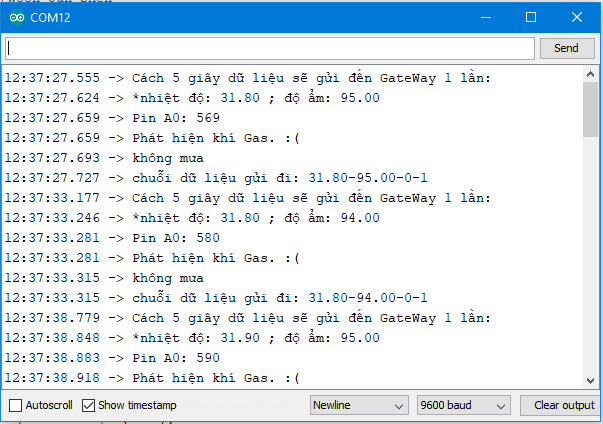 COM12
Send
12:37:27.555 -> Cách 5 giây dữ liệu sẽ gửi đến GateWay 1 lần:
12:37:27.624 -> *nhiệt độ: 31.80 ; độ ẩm: 95.00
12:37:27.659 -> Pin A0: 569
12:37:27.659 -> Phát hiện khí Gas. :(
12:37:27.693 -> không mưa
12:37:27.727 -> chuỗi dữ liệu gửi đi: 31.80-95.00-0-1
12:37:33.177 -> Cách 5 giây dữ liệu sẽ gửi đến GateWay 1 lần:
12:37:33.246 -> *nhiệt độ: 31.80 ; độ ẩm: 94.00
12:37:33.281 -> Pin A0: 580
12:37:33.281 -> Phát hiện khí Gas. :(
12:37:33.315 -> không mưa
12:37:33.315 -> chuỗi dữ liệu gửi đi: 31.80-94.00-0-1
12:37:38.779 -> Cách 5 giây dữ liệu sẽ gửi đến GateWay 1 lần:
12:37:38.848 -> *nhiệt độ: 31.90 ; độ ẩm: 95.00
12:37:38.883 -> Pin A0: 590
12:37:38.918 -> Phát hiện khí Gas. :(
Autoscroll Show timestamp Newline 9600 baud Clear output